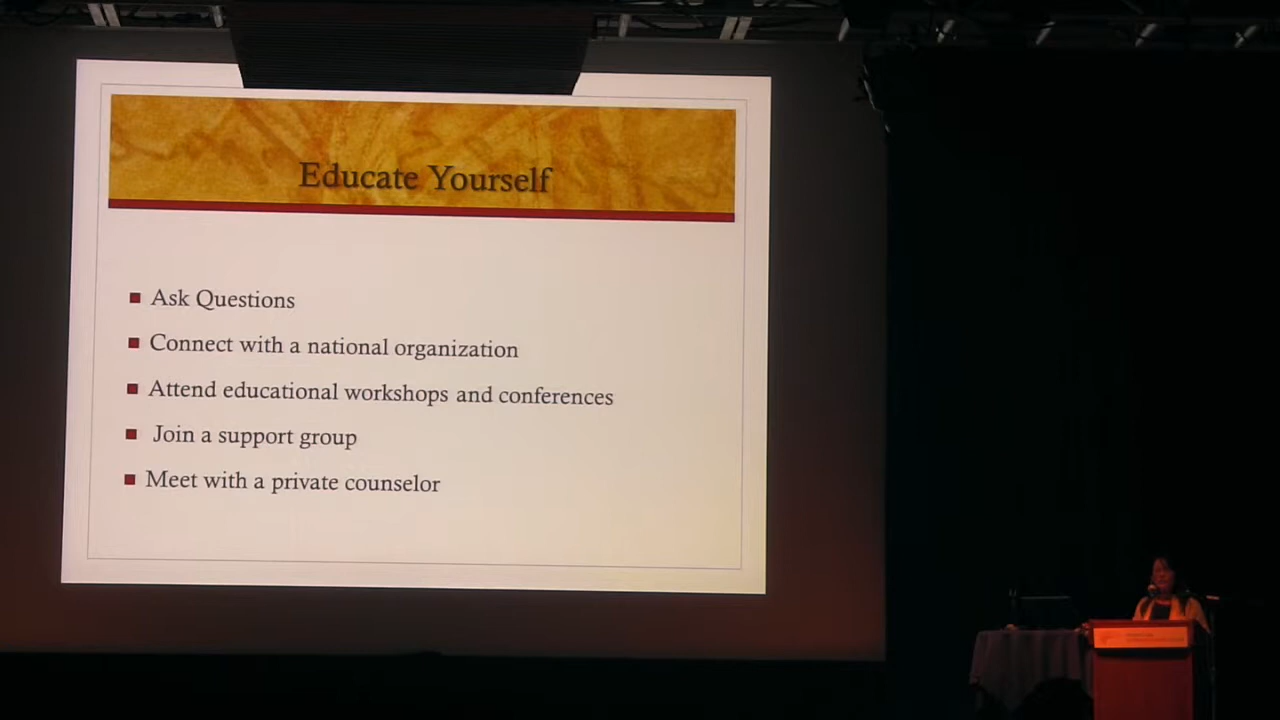 Educate Yourself
Ask Questions
Connect with a national organization
Attend educational workshops and conferences
Join a support group
Meet with a private counselor